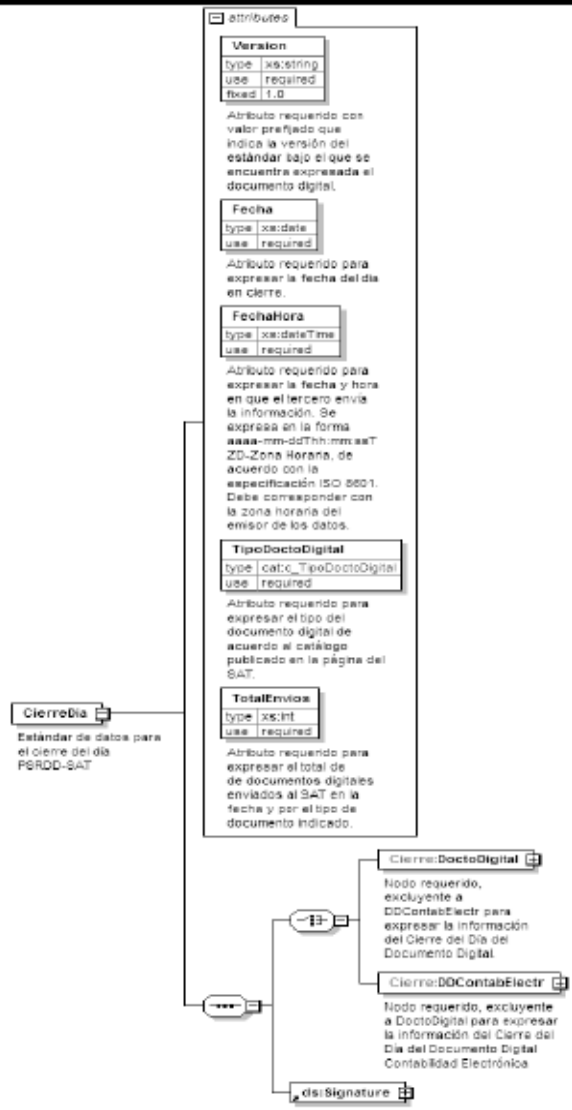 attributes
Version
type xs:string
use required
fixed 1.0
Atributo requerido con
valor prefijado que
indica la versión del
estándar bajo el que se
encuentra expresada el
documento digital.
Fecha
type xs:date
use required
Atributo requerido para
expresar la fecha del día
en cierre.
FechaHora
type xs:dateTime
use required
Atributo requerido para
expresar la fecha y hora
en que el tercero envía
la información. Se
expresa en la forma
aaaa-mm-ddThh:mm:ssT
ZD-Zona Horaria, de
acuerdo con la
especificación ISO 8601.
Debe corresponder con
la zona horaria del
emisor de los datos.
TipoDoctoDigital
type cat:c_TipoDoctoDigital
use required
Atributo requerido para
expresar el tipo del
documento digital de
acuerdo al catálogo
publicado en la página del
SAT.
TotalEnvios
type xs:int
use required
Atributo requerido para
expresar el total de
de documentos digitales
enviados al SAT en la
fecha y por el tipo de
documento indicado.
CierreDia
Estándar de datos para
el cierre del día
PSRDD-SAT
Cierre:DoctoDigital
Nodo requerido,
excluyente a
DDContabElectr para
expresar la información
del Cierre del Día del
Documento Digital.
Cierre:DDContabElectr
Nodo requerido, excluyente
a DoctoDigital para expresar
la información del Cierre del
Día del Documento Digital
Contabilidad Electrónica
ds:Signature